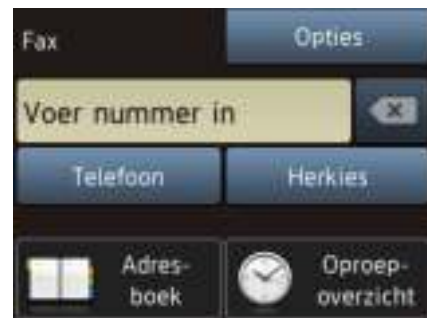 Fax
Opties
Voer nummer in
Telefoon
Herkies
Adres-
boek
Oproep-
overzicht